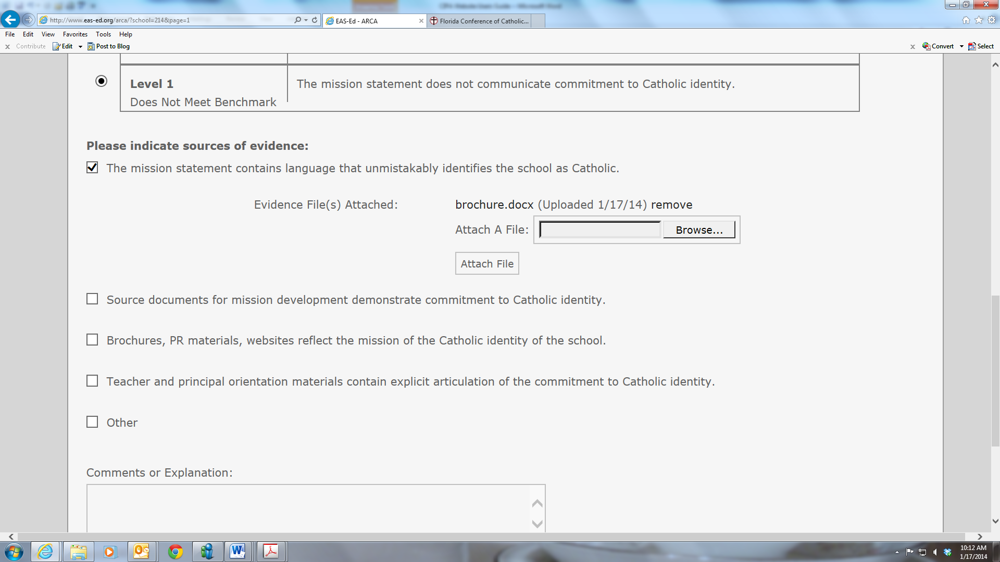 CIPA Website Users Guide - Microsoft Word
http://www.eas-ed.org/arca/?school=214&page=1
EAS-Ed - ARCA
Florida Conference of Catholic...
File Edit View Favorites Tools Help
x Contribute Edit Post to Blog
x Convert Select
Level 1
The mission statement does not communicate commitment to Catholic identity.
Does Not Meet Benchmark
Please indicate sources of evidence:
The mission statement contains language that unmistakably identifies the school as Catholic.
Evidence File(s) Attached: brochure.docx (Uploaded 1/17/14) remove
Attach A File: Browse...
Attach File
Source documents for mission development demonstrate commitment to Catholic identity.
Brochures, PR materials, websites reflect the mission of the Catholic identity of the school.
Teacher and principal orientation materials contain explicit articulation of the commitment to Catholic identity.
Other
Comments or Explanation:
10:12 AM
1/17/2014